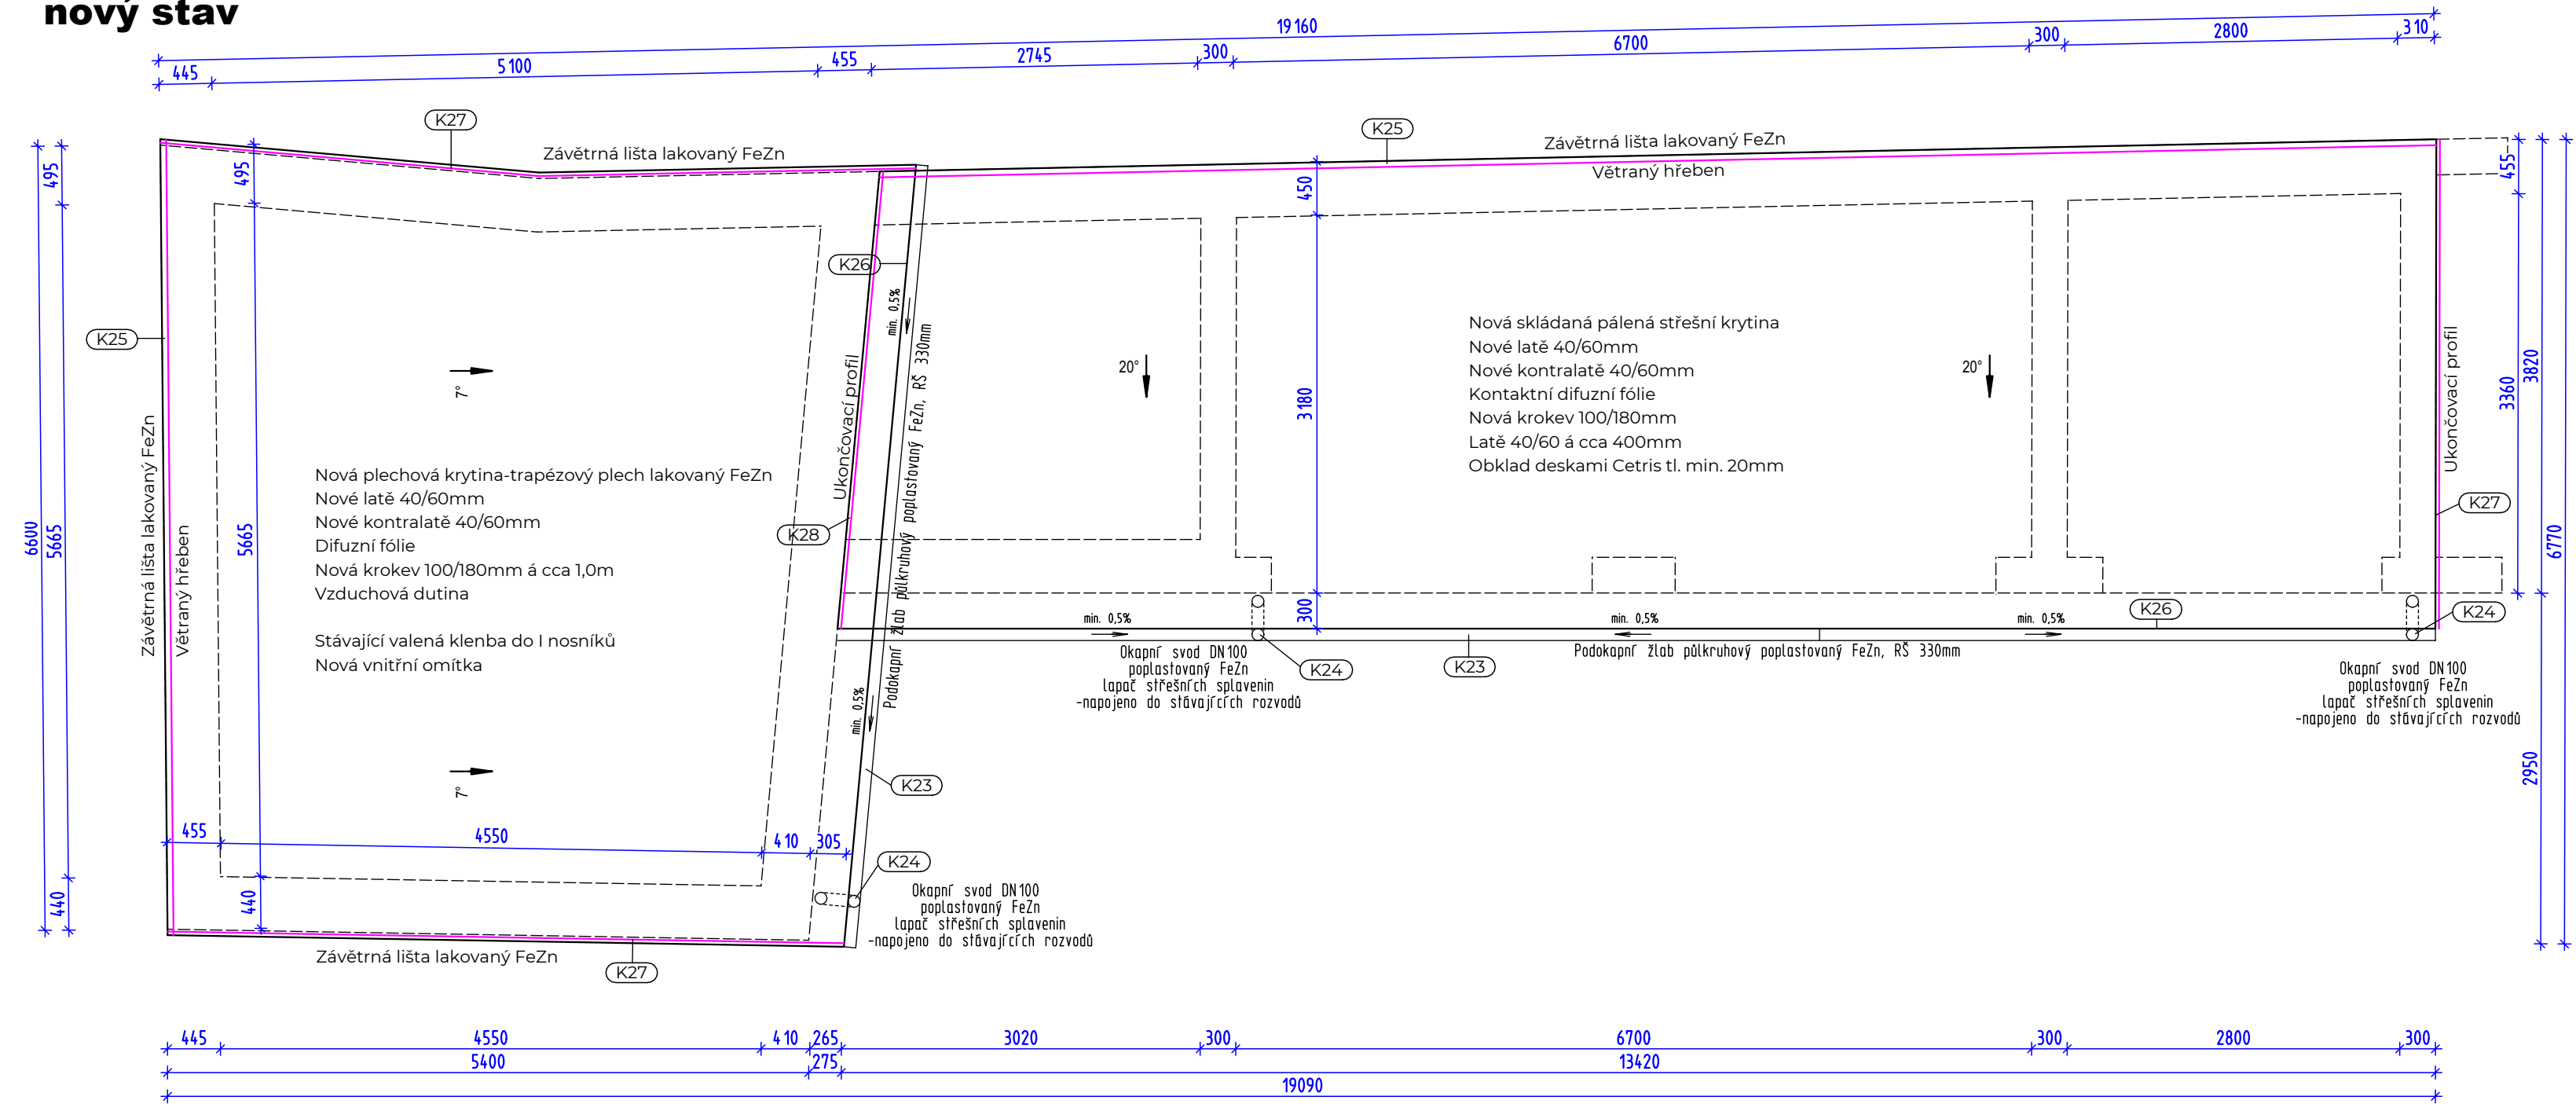 nový stav
19160
445
5100
455
2745
300
6700
300
2800
310
K27
Závětrná lišta lakovaný FeZn
K25
Závětrná lišta lakovaný FeZn
Větraný hřeben
495
495
450
455
K26
min. 0,5%
K25
7°
20°
20°
Nová skládaná pálená střešní krytina
Nové latě 40/60mm
Nové kontralatě 40/60mm
Kontaktní difuzní fólie
Nová krokev 100/180mm
Latě 40/60 á cca 400mm
Obklad deskami Cetris tl. min. 20mm
3180
3360
3820
6770
Ukončovací profil
Ukončovací profil
Podokapní žlab půlkruhový poplastovaný FeZn, RŠ 330mm
Závětrná lišta lakovaný FeZn
Větraný hřeben
6600
5665
5665
Nová plechová krytina-trapézový plech lakovaný FeZn
Nové latě 40/60mm
Nové kontralatě 40/60mm
Difuzní fólie
Nová krokev 100/180mm á cca 1,0m
Vzduchová dutina
Stávající valená klenba do I nosníků
Nová vnitřní omítka
K28
K27
300
min. 0,5%
min. 0,5%
min. 0,5%
K26
K24
Okapní svod DN100
poplastovaný FeZn
lapač střešních splavenin
-napojeno do stávajících rozvodů
K24
K23
Podokapní žlab půlkruhový poplastovaný FeZn, RŠ 330mm
Okapní svod DN100
poplastovaný FeZn
lapač střešních splavenin
-napojeno do stávajících rozvodů
min. 0,5%
7°
K23
2950
455
4550
410
305
K24
440
440
Okapní svod DN100
poplastovaný FeZn
lapač střešních splavenin
-napojeno do stávajících rozvodů
Závětrná lišta lakovaný FeZn
K27
445
4550
410
265
3020
300
6700
300
2800
300
5400
275
13420
19090